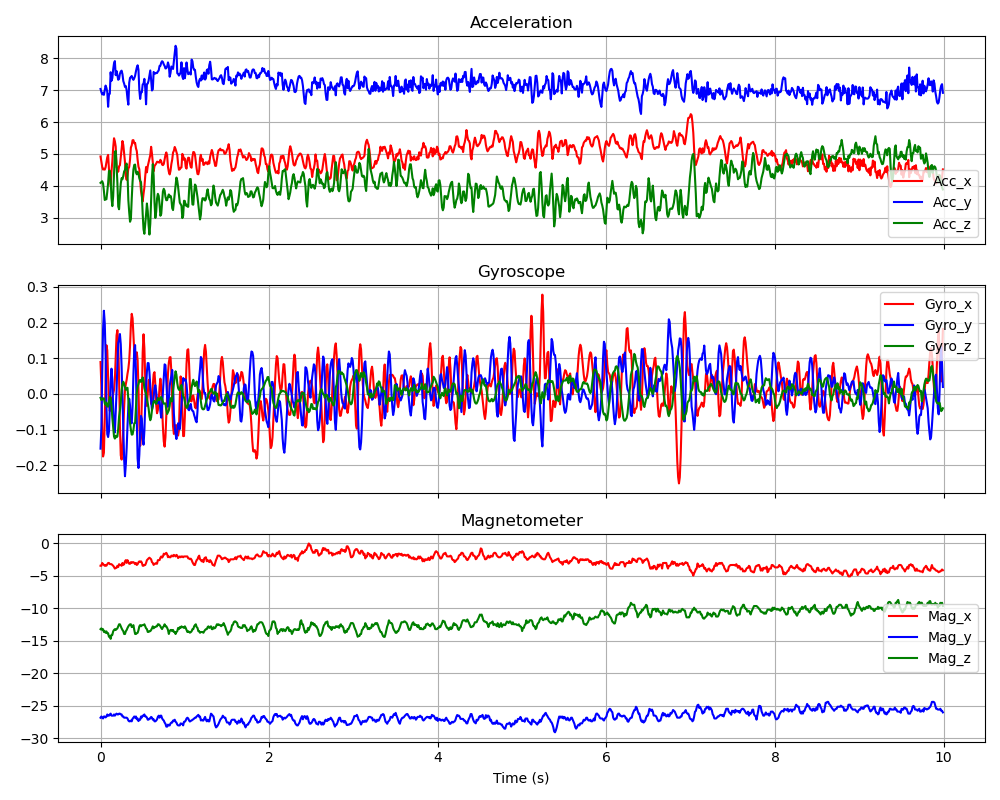 Acceleration
8
7
6
5
4
3
Acc_x
Acc_y
Acc_z
Gyroscope
0.3
0.2
0.1
0.0
−0.1
−0.2
Gyro_x
Gyro_y
Gyro_z
Magnetometer
0
−5
−10
−15
−20
−25
−30
Mag_x
Mag_y
Mag_z
0 2 4 6 8 10
Time (s)